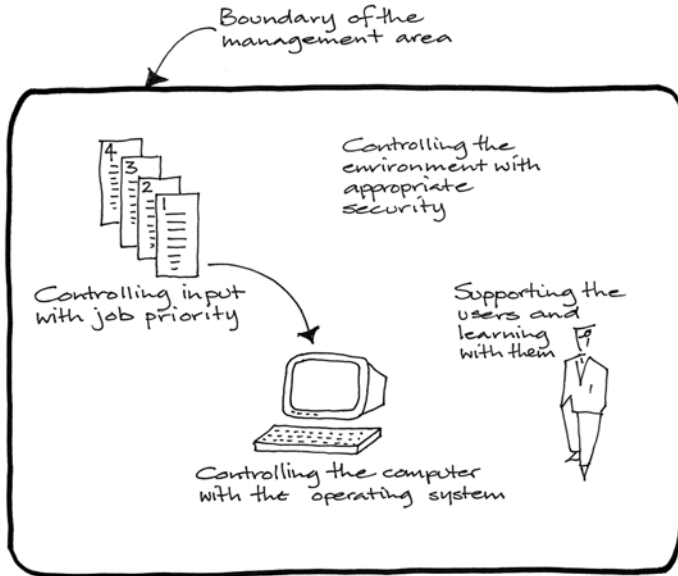 Boundary of the
management area
4
3
2
1
Controlling the
environment with
appropriate
security
Controlling input
with job priority
Supporting the
users and
learning
with them
Controlling the computer
with the operating system